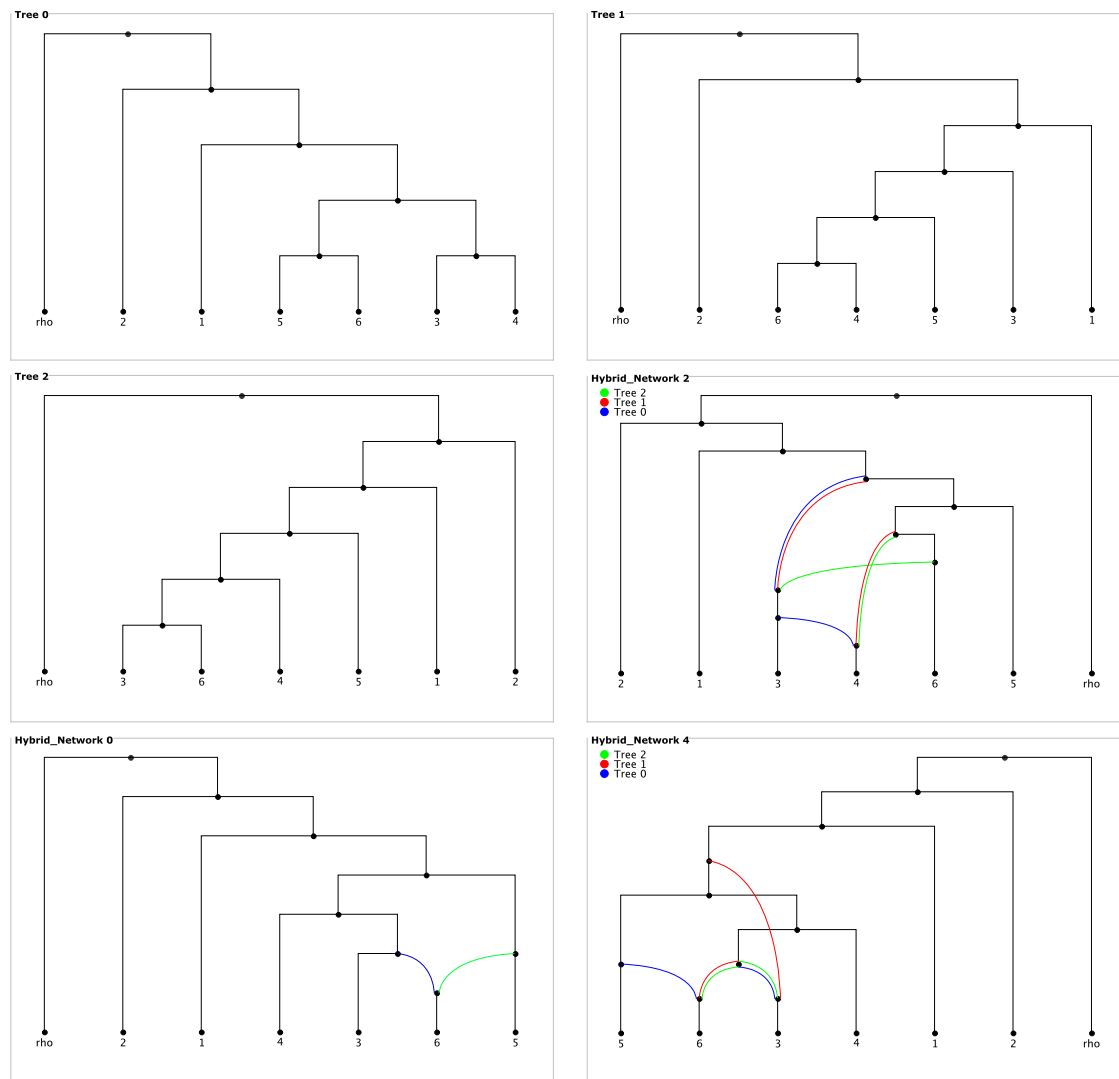 Tree 0
rho 2 1 5 6 3 4
Tree 1
rho 2 6 4 5 3 1
Tree 2
rho 3 6 4 5 1 2
Hybrid_Network 2
Tree 2
Tree 1
Tree 0
2 1 3 4 6 5 rho
Hybrid_Network 0
rho 2 1 4 3 6 5
Hybrid_Network 4
Tree 2
Tree 1
Tree 0
5 6 3 4 1 2 rho